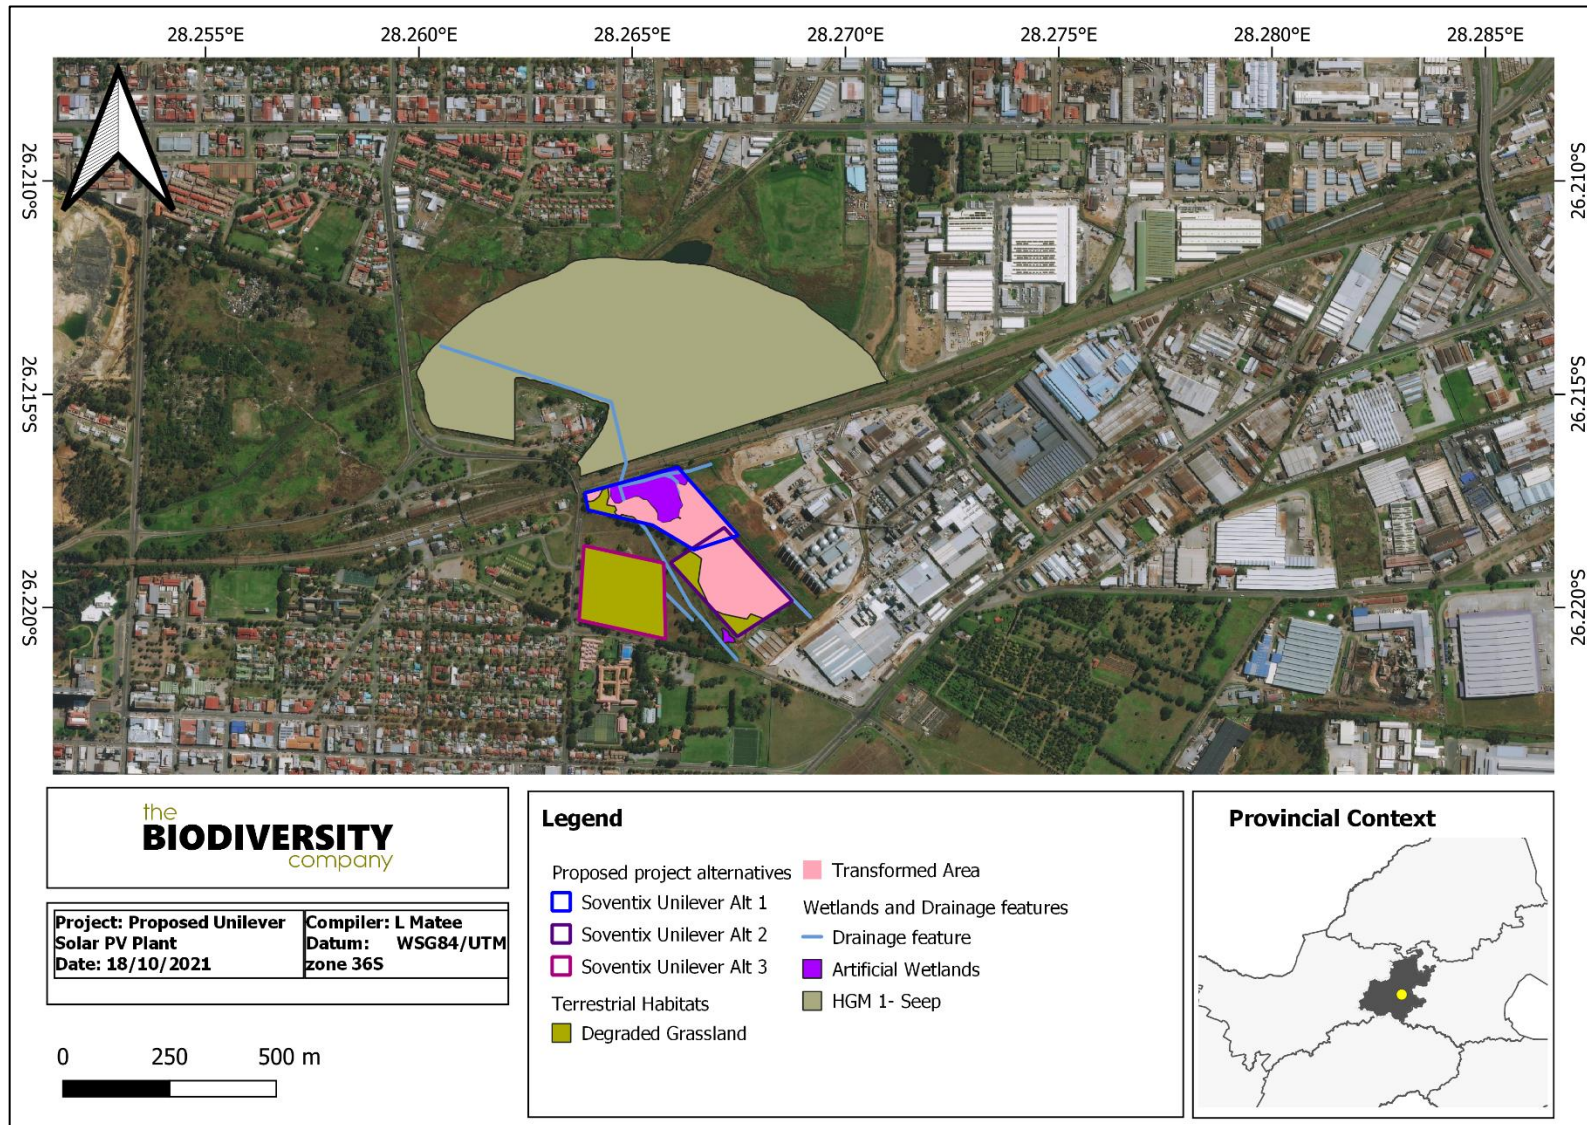 28.255°E 28.260°E 28.265°E 28.270°E 28.275°E 28.280°E 28.285°E
26.210°S 26.210°S
26.215°S 26.215°S
26.220°S 26.220°S
the
BIODIVERSITY
company
Project: Proposed Unilever
Solar PV Plant
Date: 18/10/2021
Compiler: L Matee
Datum: WSG84/UTM
zone 36S
0 250 500 m
Legend
Proposed project alternatives
Soventix Unilever Alt 1
Soventix Unilever Alt 2
Soventix Unilever Alt 3
Terrestrial Habitats
Degraded Grassland
Transformed Area
Wetlands and Drainage features
Drainage feature
Artificial Wetlands
HGM 1- Seep
Provincial Context